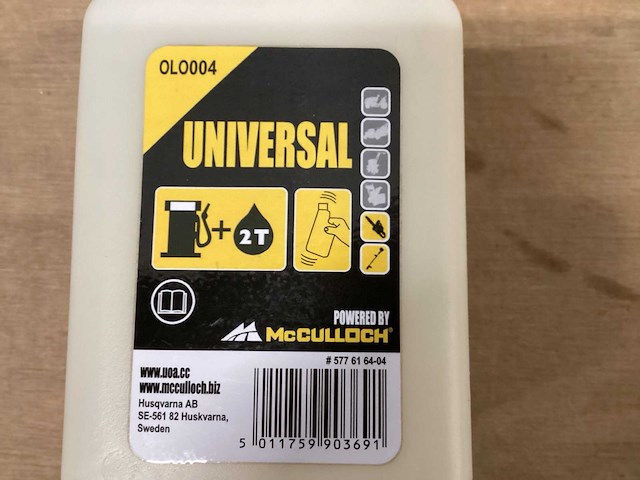 OLO004
UNIVERSAL
+ 2T
POWERED BY
McCULLOCH®
# 577 61 64-04
www.uoa.cc
www.mcculloch.biz
Husqvarna AB
SE-561 82 Huskvarna,
Sweden
5 011759 903691